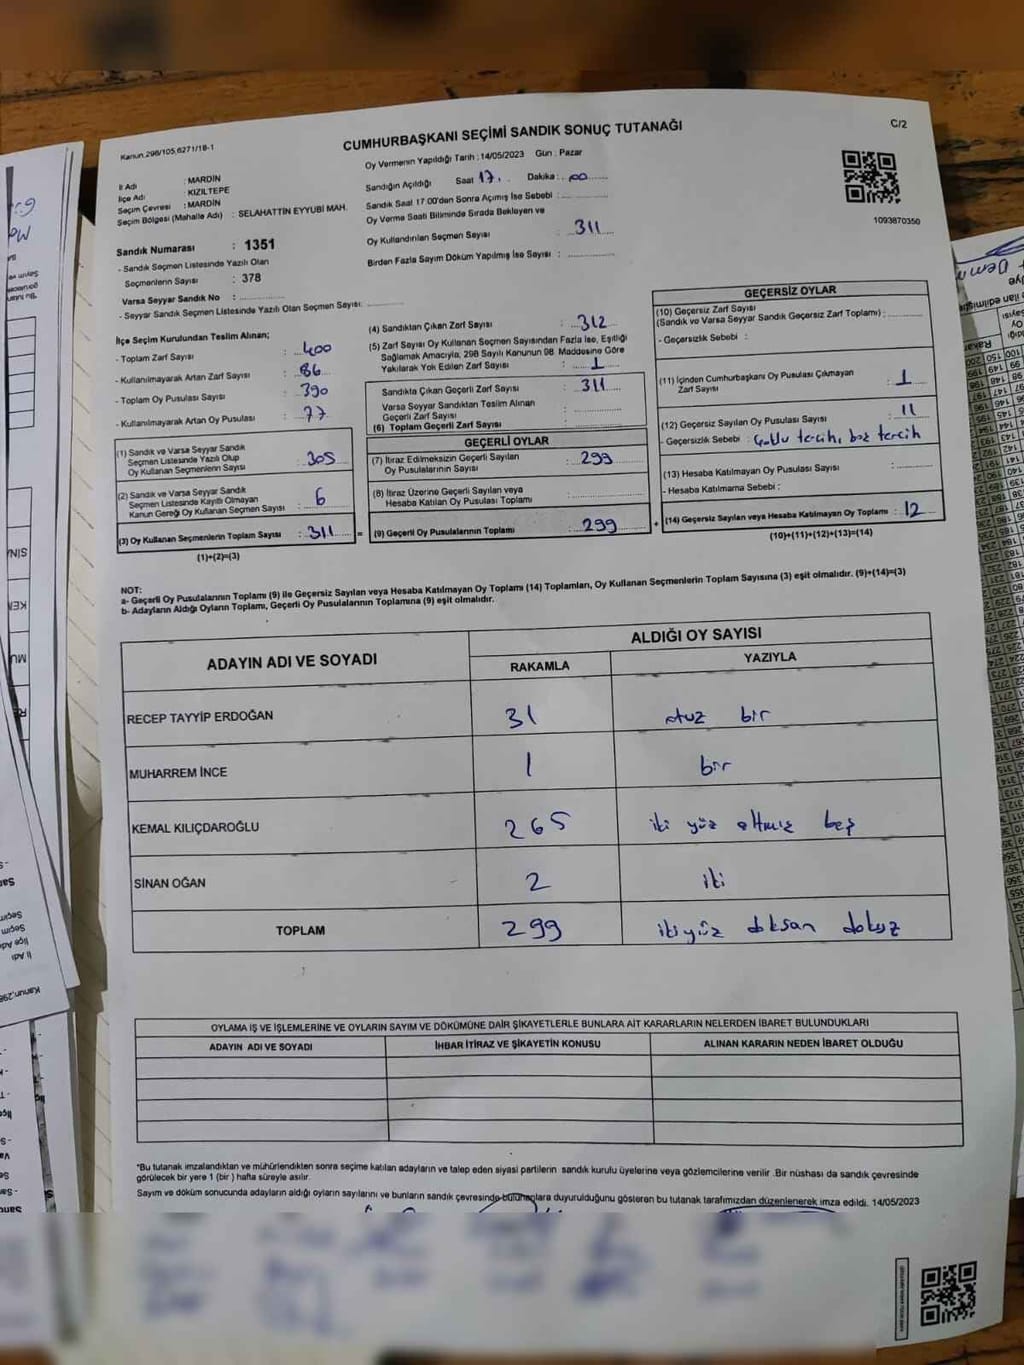 Kanun.298/105,6271/18-1
C/2
CUMHURBAŞKANI SEÇİMİ SANDIK SONUÇ TUTANAĞI
Oy Vermenin Yapıldığı Tarih : 14/05/2023 Gün : Pazar
İl Adı : MARDİN
İlçe Adı : KIZILTEPE
Seçim Çevresi : MARDİN
Seçim Bölgesi (Mahalle Adı) : SELAHATTİN EYYUBİ MAH.
Sandık Numarası : 1351
- Sandık Seçmen Listesinde Yazılı Olan
Seçmenlerin Sayısı : 378
Varsa Seyyar Sandık No :
- Seyyar Sandık Seçmen Listesinde Yazılı Olan Seçmen Sayısı:
Sandığın Açıldığı Saat 17. Dakika: 00
Sandık Saat 17 00'den Sonra Açımış İse Sebebi :
Oy Verme Saati Bitiminde Sırada Bekleyen ve
Oy Kullandırılan Seçmen Sayısı : 311
Birden Fazla Sayım Döküm Yapılmış İse Sayısı :
1093870350
İlçe Seçim Kurulundan Teslim Alınan;
- Toplam Zarf Sayısı : 400
- Kullanılmayarak Artan Zarf Sayısı : 86
- Toplam Oy Pusulası Sayısı : 390
- Kullanılmayarak Artan Oy Pusulası : 77
(1) Sandık ve Varsa Seyyar Sandık
Seçmen Listesinde Yazılı Olup
Oy Kullanan Seçmenlerin Sayısı : 305
(2) Sandık ve Varsa Seyyar Sandık
Seçmen Listesinde Kayıtlı Olmayan
Kanun Gereği Oy Kullanan Seçmen Sayısı : 6
(3) Oy Kullanan Seçmenlerin Toplam Sayısı : 311
(1)+(2)=(3)
(4) Sandıktan Çıkan Zarf Sayısı : 312
(5) Zarf Sayısı Oy Kullanan Seçmen Sayısından Fazla İse, Eşitliği
Sağlamak Amacıyla, 298 Sayılı Kanunun 98. Maddesine Göre
Yakılarak Yok Edilen Zarf Sayısı : 1
Sandıkta Çıkan Geçerli Zarf Sayısı : 311
Varsa Seyyar Sandıktan Teslim Alınan
Geçerli Zarf Sayısı :
(6) Toplam Geçerli Zarf Sayısı :
GEÇERLİ OYLAR
(7) İtiraz Edilmeksizin Geçerli Sayılan
Oy Pusulalarının Sayısı : 299
(8) İtiraz Üzerine Geçerli Sayılan veya
Hesaba Katılan Oy Pusulası Toplamı :
(9) Geçerli Oy Pusulalarının Toplamı : 299
GEÇERSİZ OYLAR
(10) Geçersiz Zarf Sayısı
(Sandık ve Varsa Seyyar Sandık Geçersiz Zarf Toplamı) :
- Geçersizlik Sebebi :
(11) İçinden Cumhurbaşkanı Oy Pusulası Çıkmayan
Zarf Sayısı : 1
(12) Geçersiz Sayılan Oy Pusulası Sayısı : 11
- Geçersizlik Sebebi : Çoklu tercih, boş tercih
(13) Hesaba Katılmayan Oy Pusulası Sayısı :
- Hesaba Katılmama Sebebi :
(14) Geçersiz Sayılan veya Hesaba Katılmayan Oy Toplamı : 12
(10)+(11)+(12)+(13)=(14)
NOT:
a- Geçerli Oy Pusulalarının Toplamı (9) ile Geçersiz Sayılan veya Hesaba Katılmayan Oy Toplamı (14) Toplamları, Oy Kullanan Seçmenlerin Toplam Sayısına (3) eşit olmalıdır. (9)+(14)=(3)
b- Adayların Aldığı Oyların Toplamı, Geçerli Oy Pusulalarının Toplamına (9) eşit olmalıdır.
ADAYIN ADI VE SOYADI ALDIĞI OY SAYISI
RAKAMLA YAZIYLA
RECEP TAYYİP ERDOĞAN 31 otuz bir
MUHARREM İNCE 1 bir
KEMAL KILIÇDAROĞLU 265 iki yüz altmış beş
SİNAN OĞAN 2 iki
TOPLAM 299 iki yüz doksan dokuz
OYLAMA İŞ VE İŞLEMLERİNE VE OYLARIN SAYIM VE DÖKÜMÜNE DAİR ŞİKAYETLERLE BUNLARA AİT KARARLARIN NELERDEN İBARET BULUNDUKLARI
ADAYIN ADI VE SOYADI İHBAR İTİRAZ VE ŞİKAYETİN KONUSU ALINAN KARARIN NEDEN İBARET OLDUĞU
*Bu tutanak imzalandıktan ve mühürlendikten sonra seçime katılan adayların ve talep eden siyasi partilerin sandık kurulu üyelerine veya gözlemcilerine verilir .Bir nüshası da sandık çevresinde
görülecek bir yere 1 (bir ) hafta süreyle asılır.
Sayım ve döküm sonucunda adayların aldığı oyların sayılarını ve bunların sandık çevresinde bulunanlara duyurulduğunu gösteren bu tutanak tarafımızdan düzenlenerek imza edildi. 14/05/2023